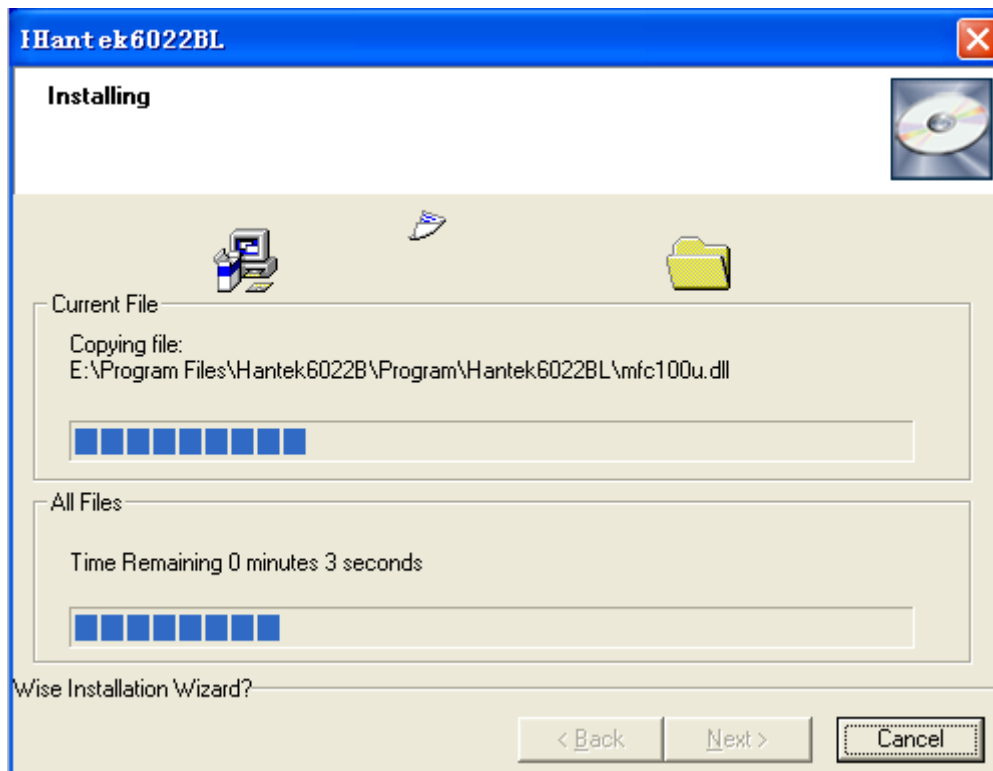 IHantek6022BL
Installing
Current File
Copying file:
E:\Program Files\Hantek6022B\Program\Hantek6022BL\mfc100u.dll
All Files
Time Remaining 0 minutes 3 seconds
Wise Installation Wizard?
< Back Next > Cancel